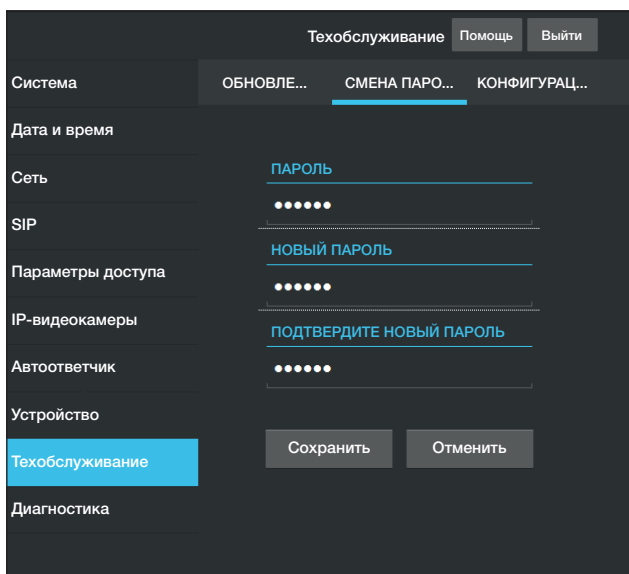 Техобслуживание Помощь Выйти
Система
ОБНОВЛЕ... СМЕНА ПАРО... КОНФИГУРАЦ...
Дата и время
Сеть
SIP
Параметры доступа
IP-видеокамеры
Автоответчик
Устройство
Техобслуживание
Диагностика
ПАРОЛЬ
••••••
НОВЫЙ ПАРОЛЬ
••••••
ПОДТВЕРДИТЕ НОВЫЙ ПАРОЛЬ
••••••
Сохранить Отменить